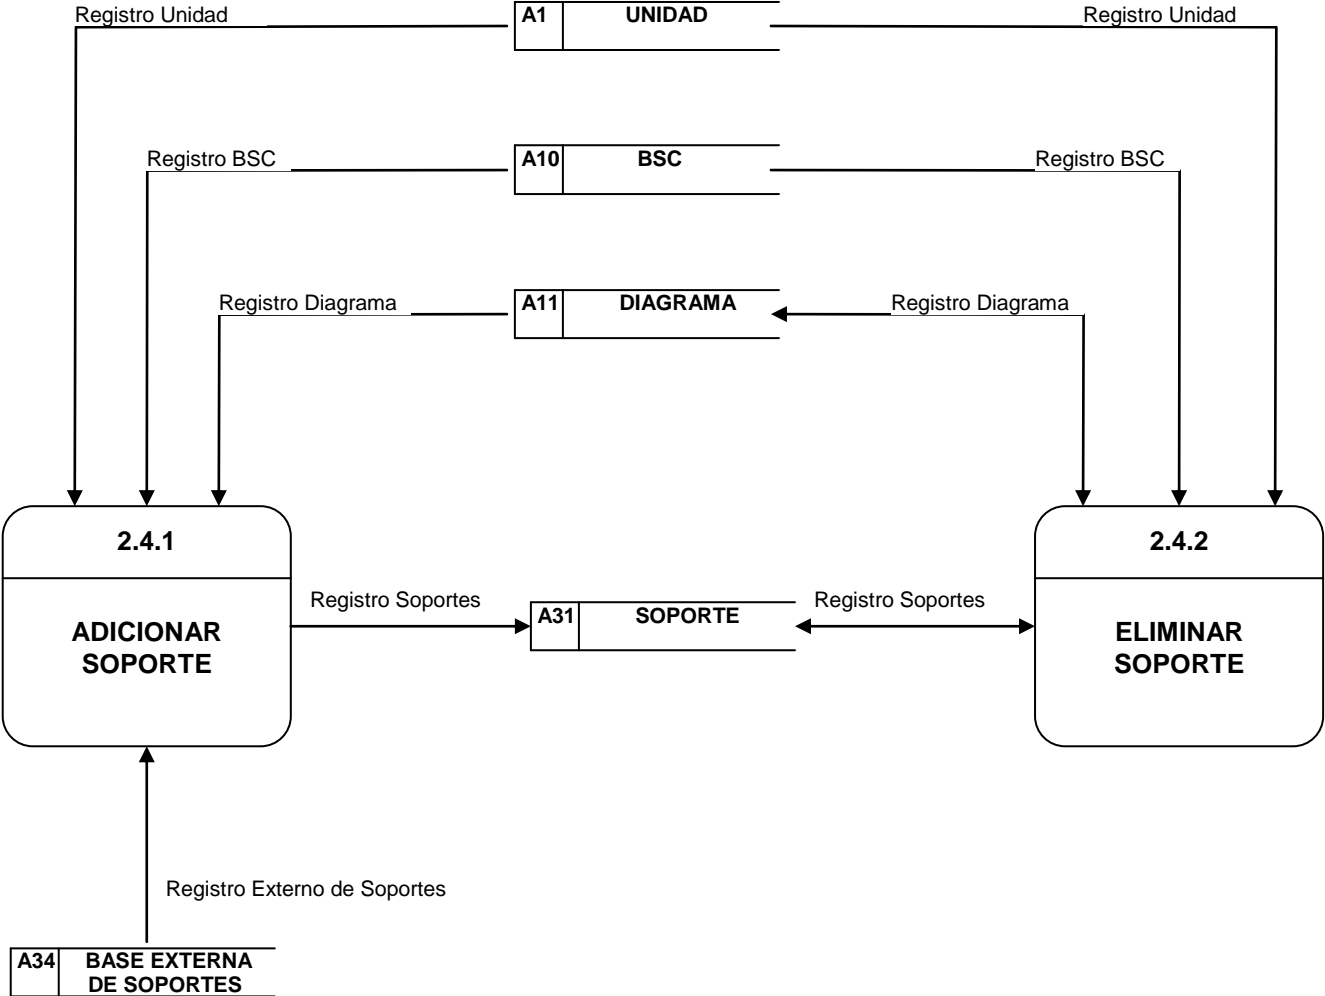 Registro Unidad
A1
UNIDAD
Registro Unidad
Registro BSC
A10
BSC
Registro BSC
Registro Diagrama
A11
DIAGRAMA
Registro Diagrama
2.4.1
ADICIONAR
SOPORTE
Registro Soportes
A31
SOPORTE
Registro Soportes
2.4.2
ELIMINAR
SOPORTE
Registro Externo de Soportes
A34
BASE EXTERNA
DE SOPORTES